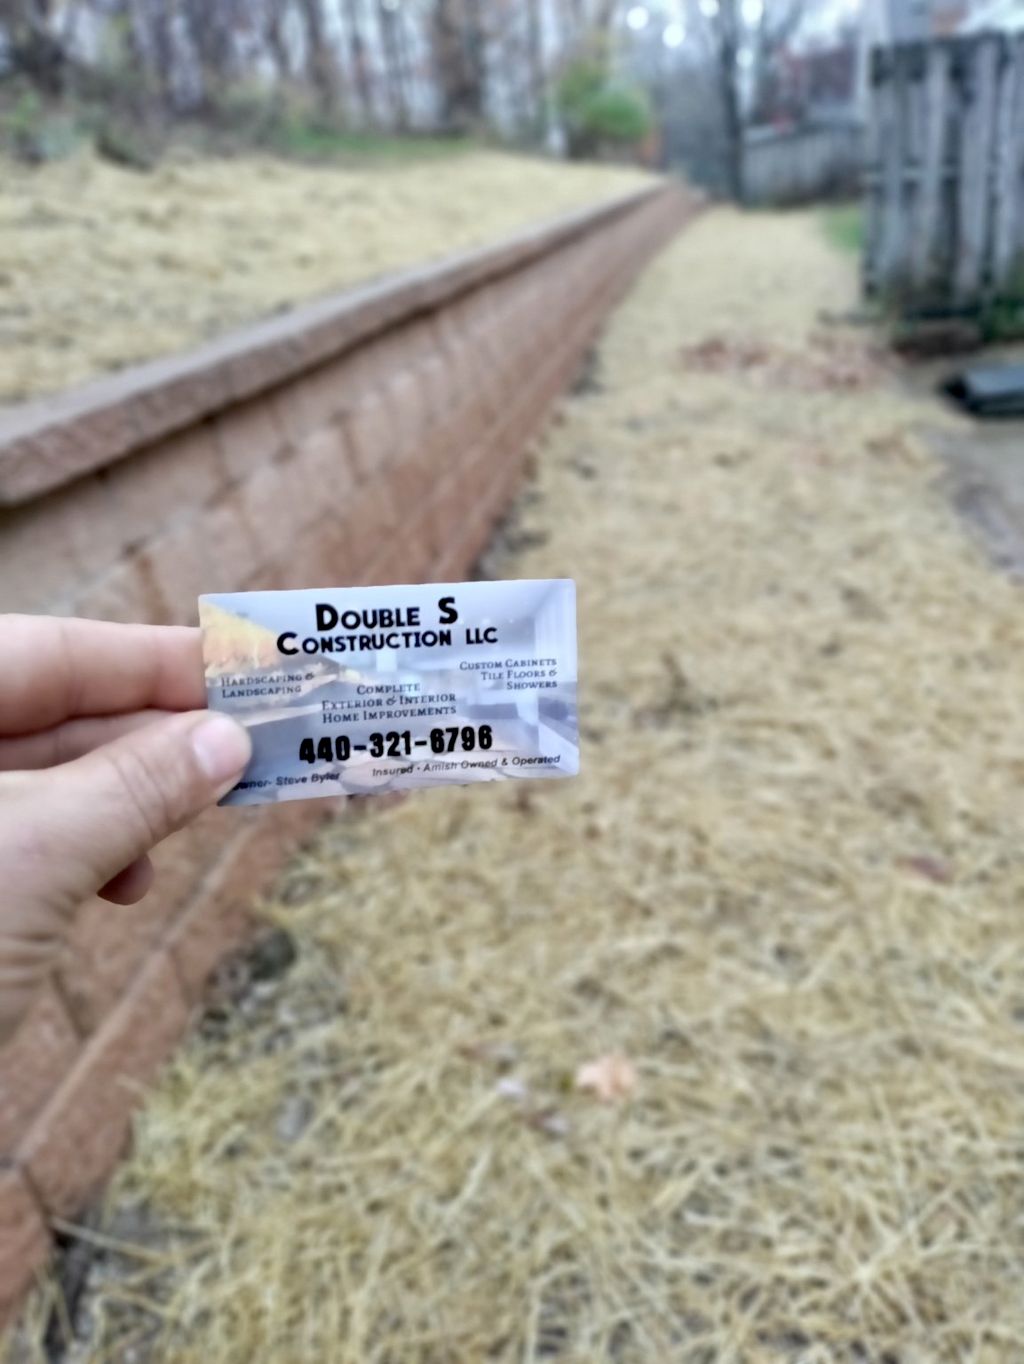 Double S
Construction LLC
Hardscaping &
Landscaping
Complete
Exterior & Interior
Home Improvements
Custom Cabinets
Tile Floors &
Showers
440-321-6796
Owner- Steve Byler
Insured · Amish Owned & Operated